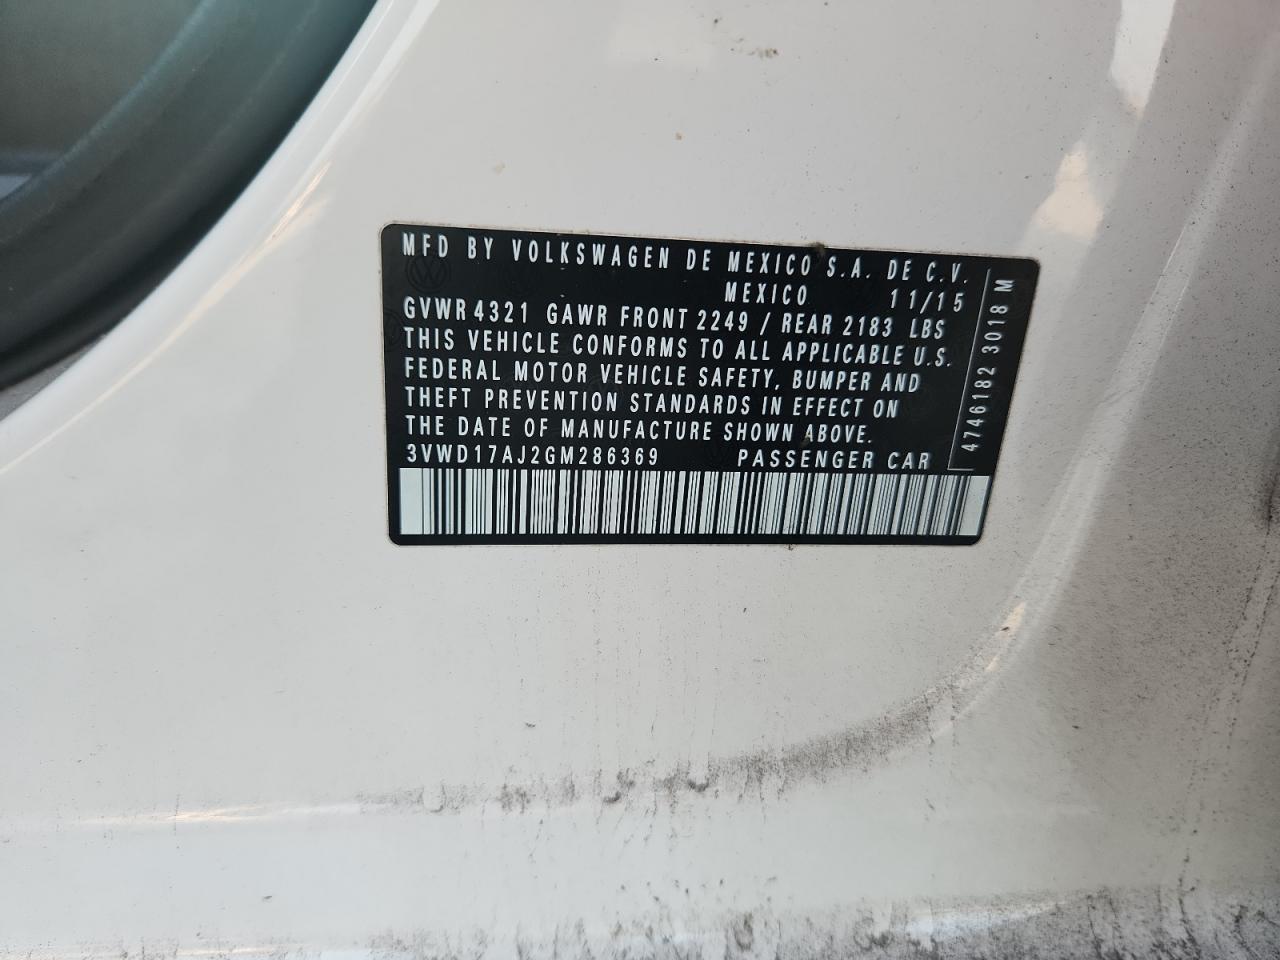 MFD BY VOLKSWAGEN DE MEXICO S.A. DE C.V.
MEXICO 11/15
GVWR 4321 GAWR FRONT 2249 / REAR 2183 LBS
THIS VEHICLE CONFORMS TO ALL APPLICABLE U.S.
FEDERAL MOTOR VEHICLE SAFETY, BUMPER AND
THEFT PREVENTION STANDARDS IN EFFECT ON
THE DATE OF MANUFACTURE SHOWN ABOVE.
3VWD17AJ2GM286369 PASSENGER CAR
4746182 3018 M